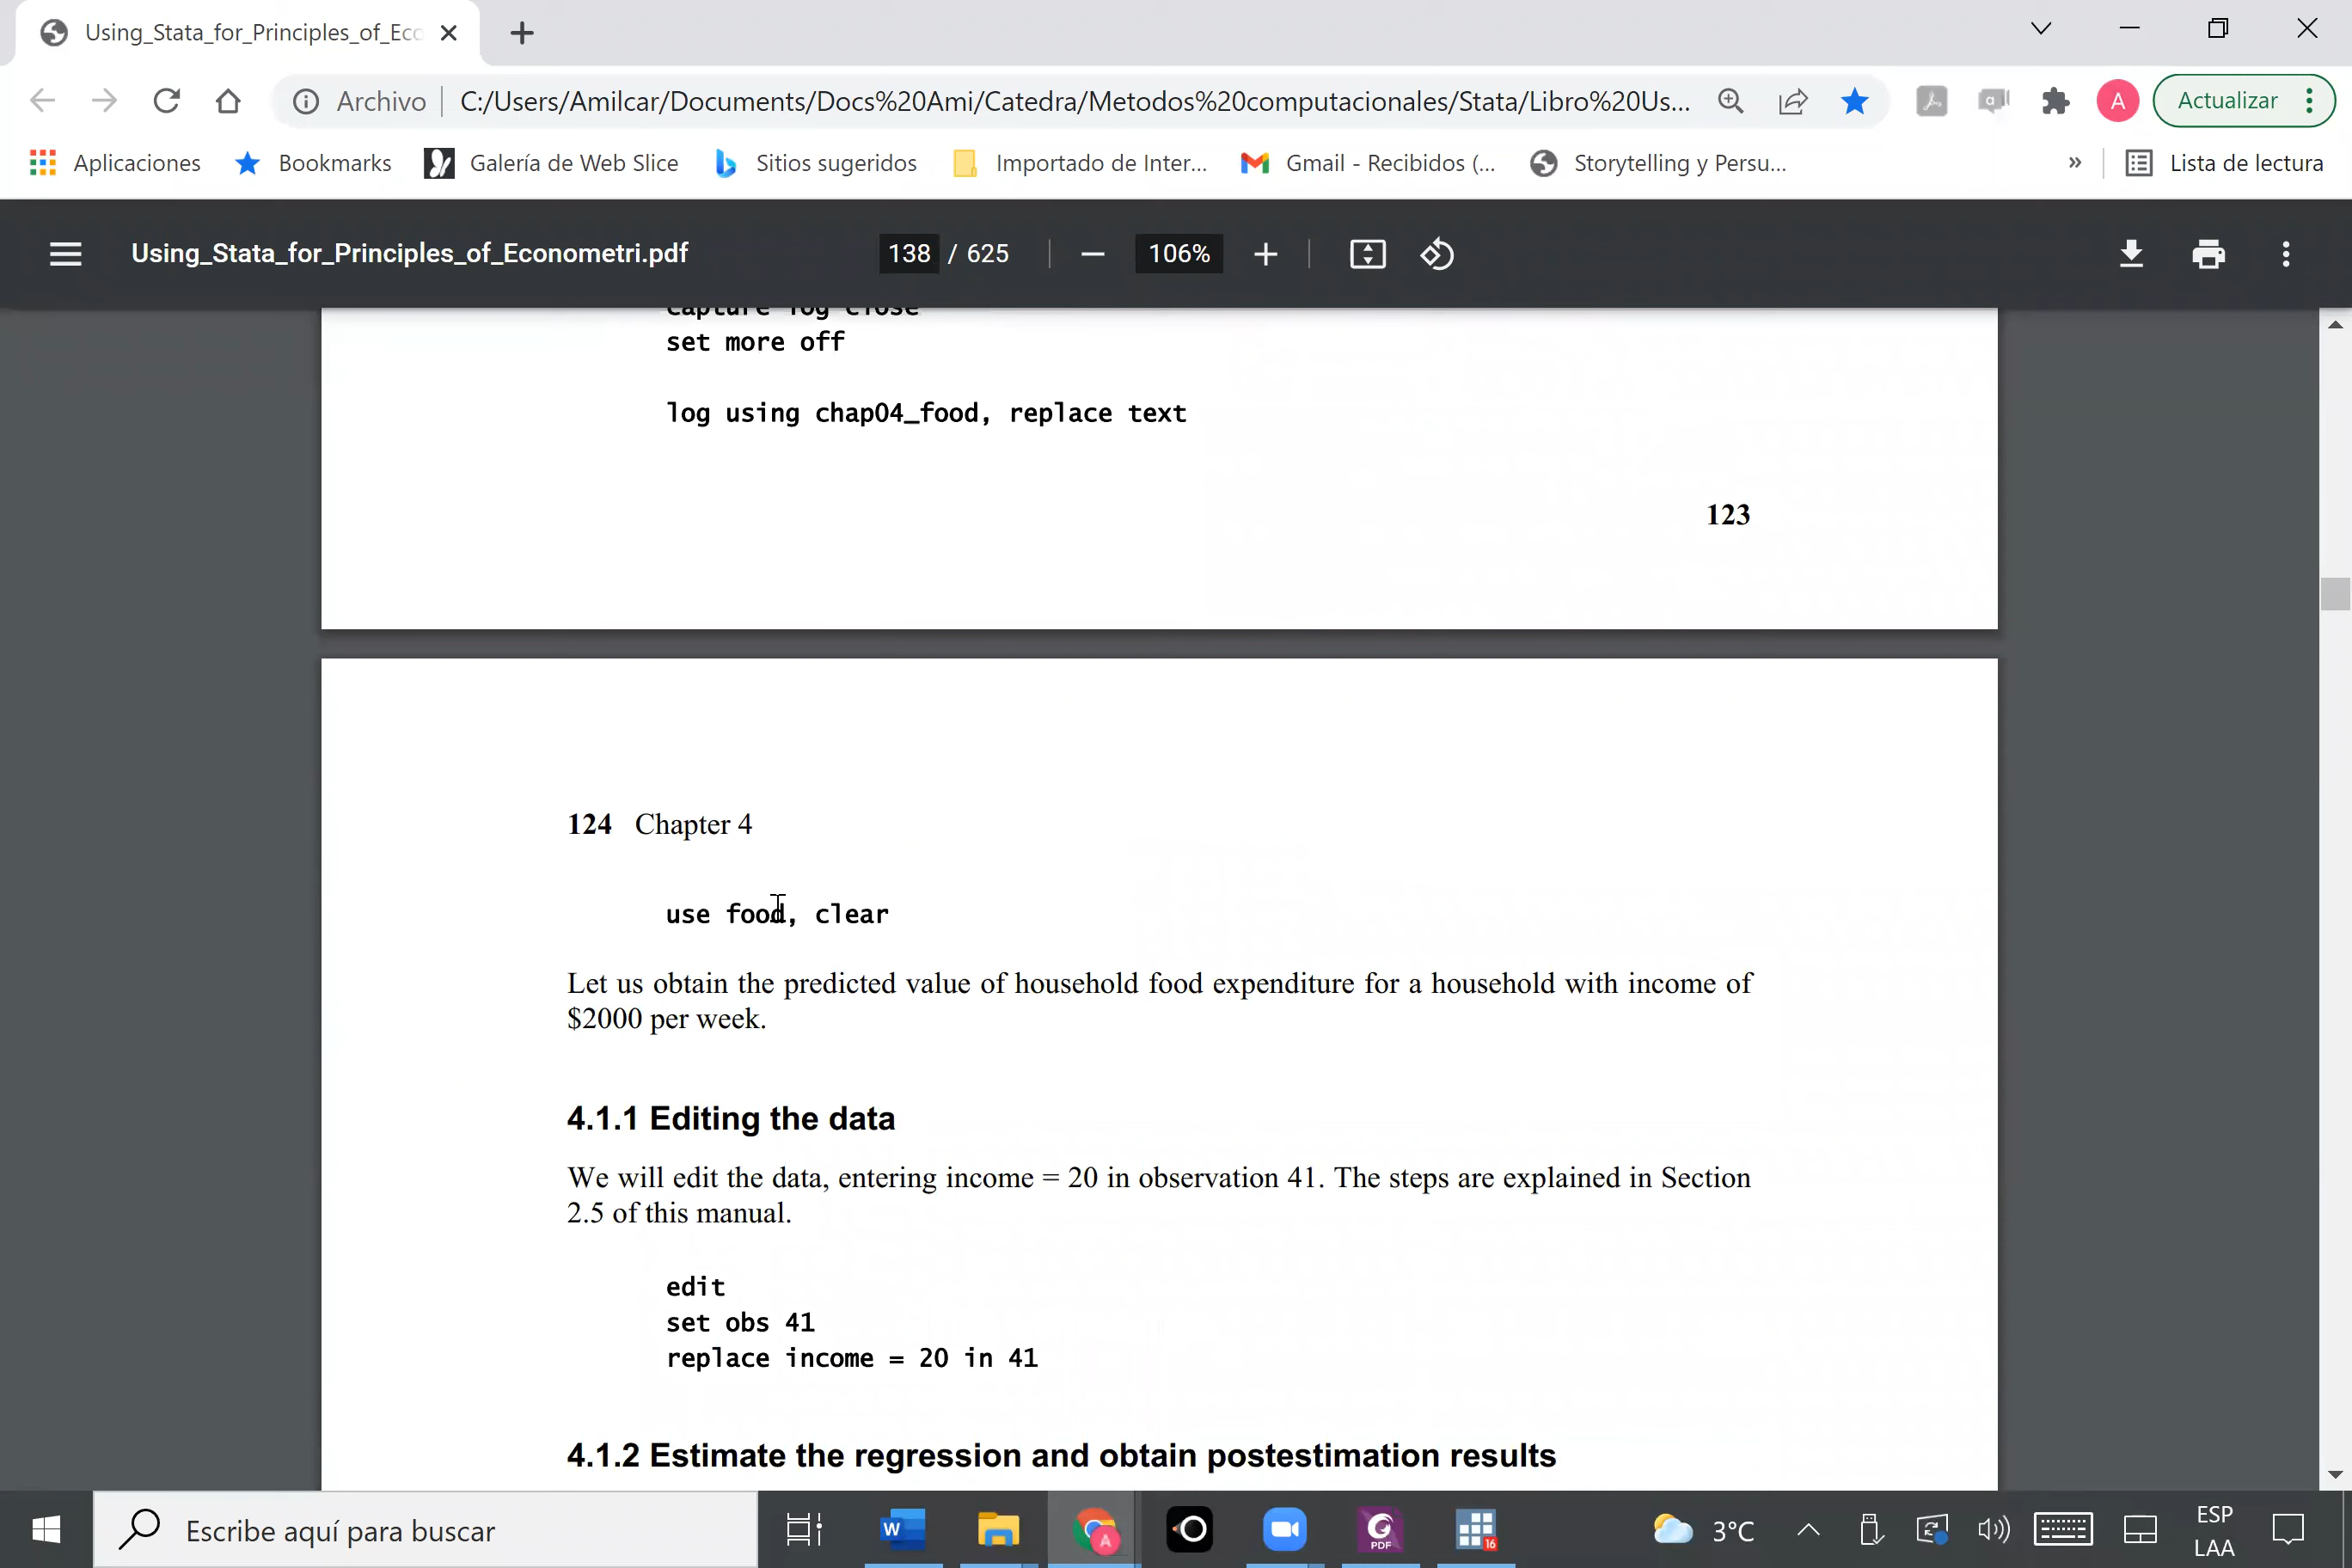 Using_Stata_for_Principles_of_Eco
Archivo C:/Users/Amilcar/Documents/Docs%20Ami/Catedra/Metodos%20computacionales/Stata/Libro%20Us... A Actualizar
Aplicaciones Bookmarks Galería de Web Slice Sitios sugeridos Importado de Inter... Gmail - Recibidos (... Storytelling y Persu... » Lista de lectura
Using_Stata_for_Principles_of_Econometri.pdf 138 / 625 106%
capture log close
set more off
log using chap04_food, replace text
123
124 Chapter 4
use food, clear
Let us obtain the predicted value of household food expenditure for a household with income of
$2000 per week.
4.1.1 Editing the data
We will edit the data, entering income = 20 in observation 41. The steps are explained in Section
2.5 of this manual.
edit
set obs 41
replace income = 20 in 41
4.1.2 Estimate the regression and obtain postestimation results
Escribe aquí para buscar W A PDF 16 3°C ESP
LAA